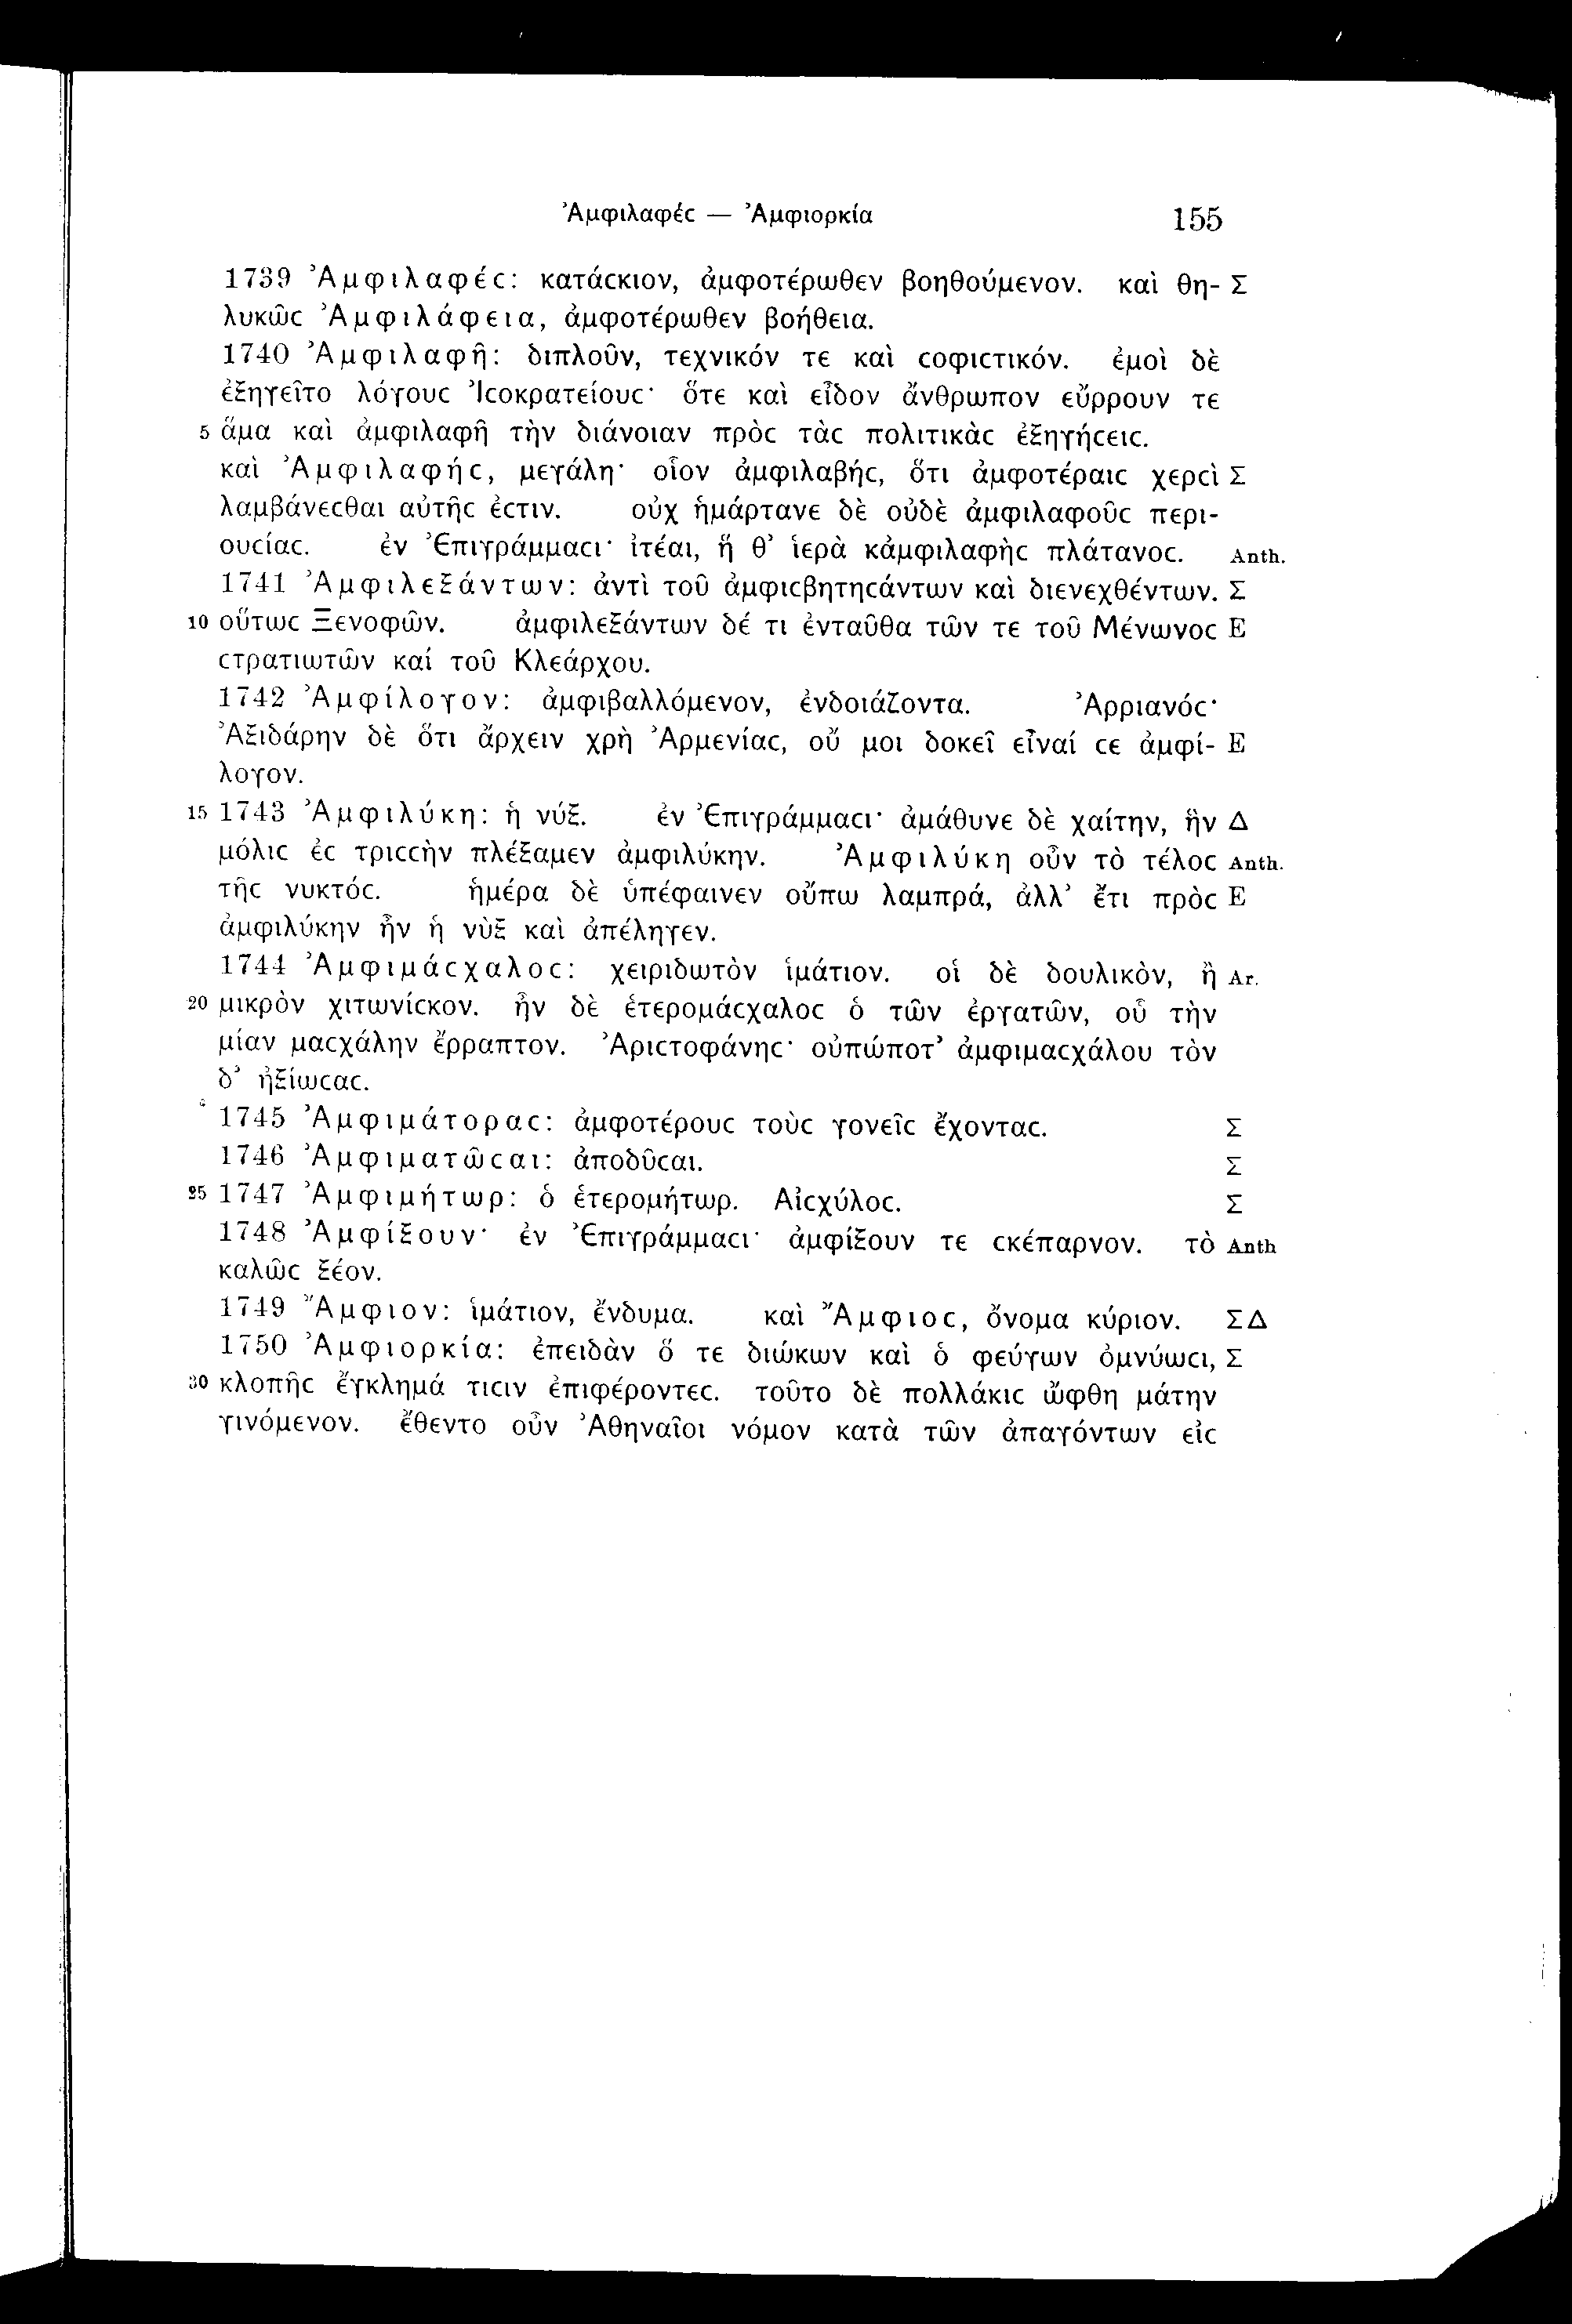 Ἀμφιλαφέϲ — Ἀμφιορκία 155
1739 Ἀμφιλαφέϲ: κατάϲκιον, ἀμφοτέρωθεν βοηθούμενον. καὶ θη- Σ
λυκῶϲ Ἀμφιλάφεια, ἀμφοτέρωθεν βοήθεια.
1740 Ἀμφιλαφῆ: διπλοῦν, τεχνικόν τε καὶ ϲοφιϲτικόν. ἐμοὶ δὲ
ἐξηγεῖτο λόγουϲ Ἰϲοκρατείουϲ· ὅτε καὶ εἶδον ἄνθρωπον εὔρρουν τε
5 ἅμα καὶ ἀμφιλαφῆ τὴν διάνοιαν πρὸϲ τὰϲ πολιτικὰϲ ἐξηγήϲειϲ.
καὶ Ἀμφιλαφήϲ, μεγάλη· οἷον ἀμφιλαβήϲ, ὅτι ἀμφοτέραιϲ χερϲὶ Σ
λαμβάνεϲθαι αὐτῆϲ ἐϲτιν. οὐχ ἡμάρτανε δὲ οὐδὲ ἀμφιλαφοῦϲ περι-
ουϲίαϲ. ἐν Ἐπιγράμμαϲι· ἰτέαι, ἥ θ’ ἱερὰ κἀμφιλαφὴϲ πλάτανοϲ. Anth.
1741 Ἀμφιλεξάντων: ἀντὶ τοῦ ἀμφιϲβητηϲάντων καὶ διενεχθέντων. Σ
10 οὕτωϲ Ξενοφῶν. ἀμφιλεξάντων δέ τι ἐνταῦθα τῶν τε τοῦ Μένωνοϲ E
ϲτρατιωτῶν καί τοῦ Κλεάρχου.
1742 Ἀμφίλογον: ἀμφιβαλλόμενον, ἐνδοιάζοντα. Ἀρριανόϲ·
Ἀξιδάρην δὲ ὅτι ἄρχειν χρὴ Ἀρμενίαϲ, οὔ μοι δοκεῖ εἶναί ϲε ἀμφί- E
λογον.
15 1743 Ἀμφιλύκη: ἡ νύξ. ἐν Ἐπιγράμμαϲι· ἀμάθυνε δὲ χαίτην, ἣν Δ
μόλιϲ ἐϲ τριϲϲὴν πλέξαμεν ἀμφιλύκην. Ἀμφιλύκη οὖν τὸ τέλοϲ Anth.
τῆϲ νυκτόϲ. ἡμέρα δὲ ὑπέφαινεν οὔπω λαμπρά, ἀλλ’ ἔτι πρὸϲ E
ἀμφιλύκην ἦν ἡ νὺξ καὶ ἀπέληγεν.
1744 Ἀμφιμάϲχαλοϲ: χειριδωτὸν ἱμάτιον. οἱ δὲ δουλικὸν, ἢ Ar.
20 μικρὸν χιτωνίϲκον. ἦν δὲ ἑτερομάϲχαλοϲ ὁ τῶν ἐργατῶν, οὗ τὴν
μίαν μαϲχάλην ἔρραπτον. Ἀριϲτοφάνηϲ· οὐπώποτ’ ἀμφιμαϲχάλου τὸν
δ’ ἠξίωϲαϲ.
1745 Ἀμφιμάτοραϲ: ἀμφοτέρουϲ τοὺϲ γονεῖϲ ἔχονταϲ. Σ
1746 Ἀμφιματῶϲαι: ἀποδῦϲαι. Σ
25 1747 Ἀμφιμήτωρ: ὁ ἑτερομήτωρ. Αἰϲχύλοϲ. Σ
1748 Ἀμφίξουν· ἐν Ἐπιγράμμαϲι· ἀμφίξουν τε ϲκέπαρνον. τὸ Anth
καλῶϲ ξέον.
1749 Ἄμφιον: ἱμάτιον, ἔνδυμα. καὶ Ἄμφιοϲ, ὄνομα κύριον. ΣΔ
1750 Ἀμφιορκία: ἐπειδὰν ὅ τε διώκων καὶ ὁ φεύγων ὀμνύωϲι, Σ
30 κλοπῆϲ ἔγκλημά τιϲιν ἐπιφέροντεϲ. τοῦτο δὲ πολλάκιϲ ὤφθη μάτην
γινόμενον. ἔθεντο οὖν Ἀθηναῖοι νόμον κατὰ τῶν ἀπαγόντων εἰϲ